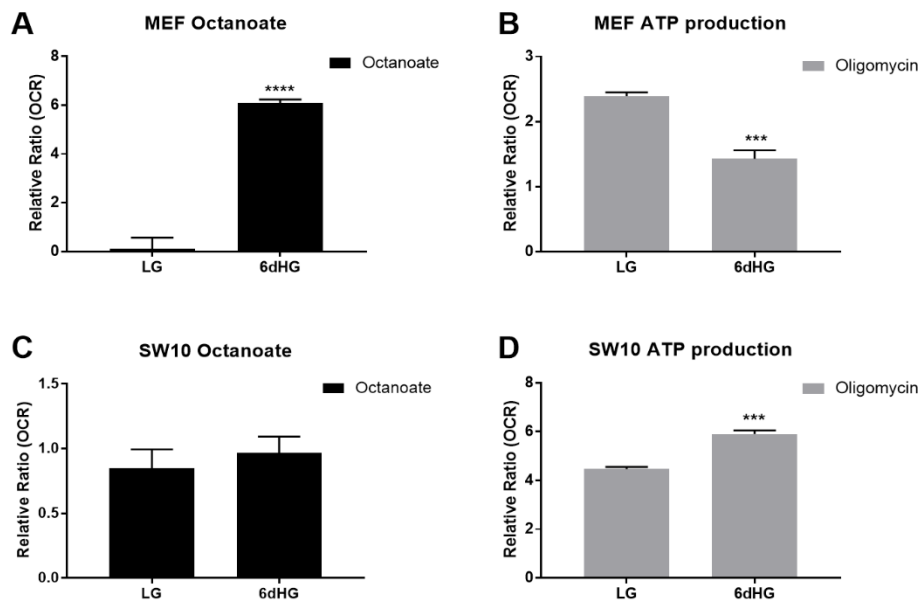 A
MEF Octanoate
Octanoate
Relative Ratio (OCR)
8
6
4
2
0
****
LG
6dHG
B
MEF ATP production
Oligomycin
Relative Ratio (OCR)
3
2
1
0
***
LG
6dHG
C
SW10 Octanoate
Octanoate
Relative Ratio (OCR)
1.5
1.0
0.5
0.0
LG
6dHG
D
SW10 ATP production
Oligomycin
Relative Ratio (OCR)
8
6
4
2
0
***
LG
6dHG